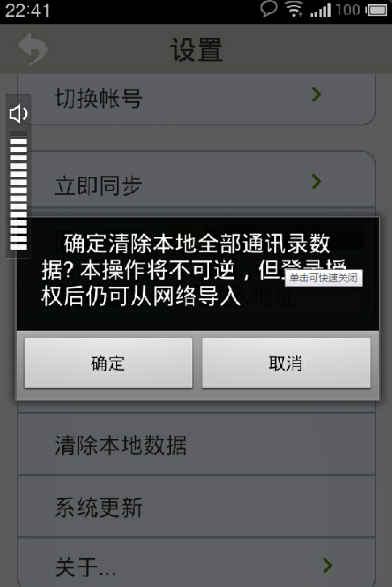 22:41
100
设置
切换帐号
立即同步
确定清除本地全部通讯录数
据?本操作将不可逆，但登录授
权后仍可从网络导入
单击可快速关闭
确定
取消
清除本地数据
系统更新
关于...